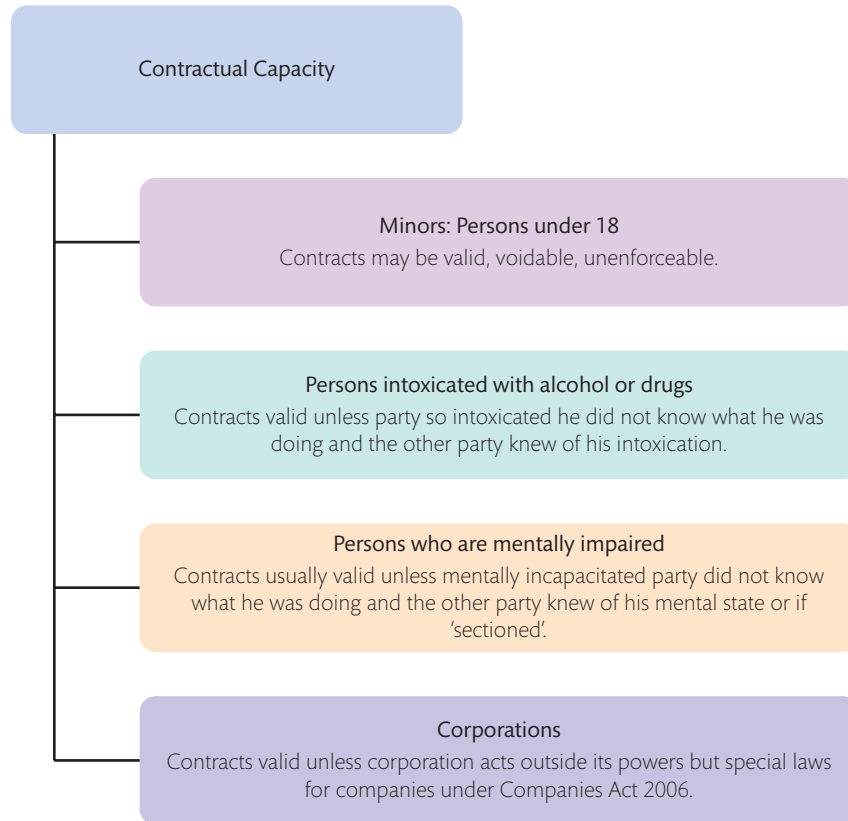 Contractual Capacity
Minors: Persons under 18
Contracts may be valid, voidable, unenforceable.
Persons intoxicated with alcohol or drugs
Contracts valid unless party so intoxicated he did not know what he was
doing and the other party knew of his intoxication.
Persons who are mentally impaired
Contracts usually valid unless mentally incapacitated party did not know
what he was doing and the other party knew of his mental state or if
‘sectioned’.
Corporations
Contracts valid unless corporation acts outside its powers but special laws
for companies under Companies Act 2006.